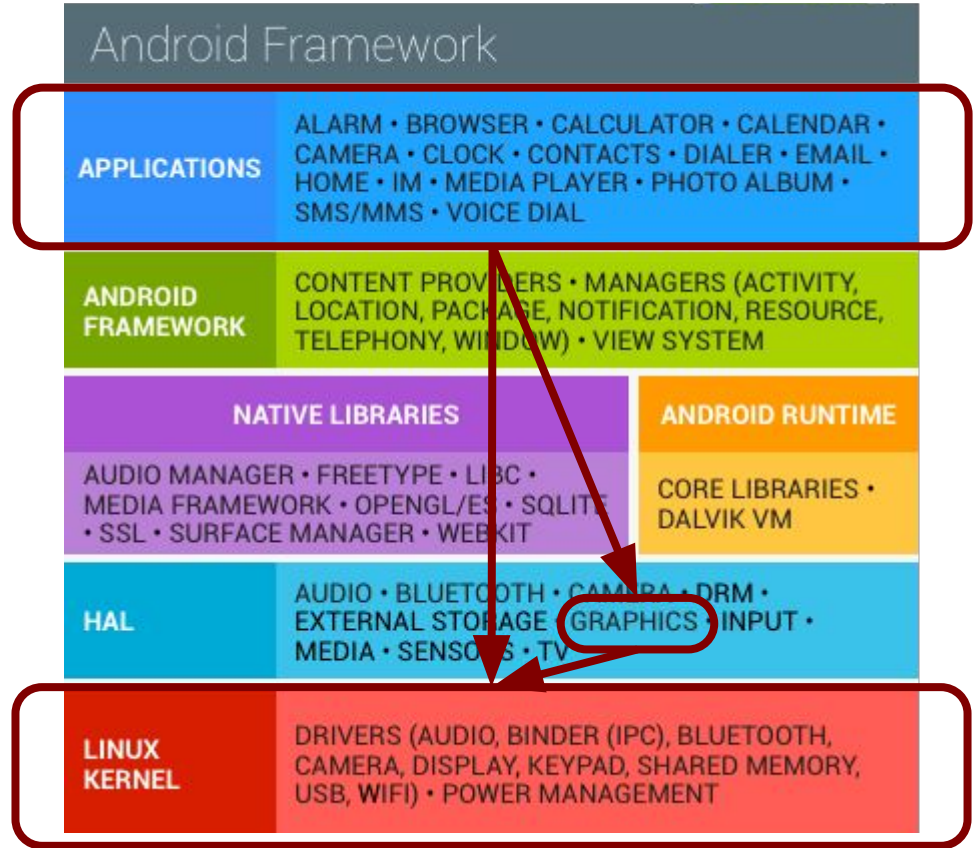 Android Framework
APPLICATIONS
ALARM • BROWSER • CALCULATOR • CALENDAR •
CAMERA • CLOCK • CONTACTS • DIALER • EMAIL •
HOME • IM • MEDIA PLAYER • PHOTO ALBUM •
SMS/MMS • VOICE DIAL
ANDROID
FRAMEWORK
CONTENT PROVIDERS • MANAGERS (ACTIVITY,
LOCATION, PACKAGE, NOTIFICATION, RESOURCE,
TELEPHONY, WINDOW) • VIEW SYSTEM
NATIVE LIBRARIES
AUDIO MANAGER • FREETYPE • LIBC •
MEDIA FRAMEWORK • OPENGL/ES • SQLITE
• SSL • SURFACE MANAGER • WEBKIT
ANDROID RUNTIME
CORE LIBRARIES •
DALVIK VM
HAL
AUDIO • BLUETOOTH • CAMERA • DRM •
EXTERNAL STORAGE • GRAPHICS • INPUT •
MEDIA • SENSORS • TV
LINUX
KERNEL
DRIVERS (AUDIO, BINDER (IPC), BLUETOOTH,
CAMERA, DISPLAY, KEYPAD, SHARED MEMORY,
USB, WIFI) • POWER MANAGEMENT